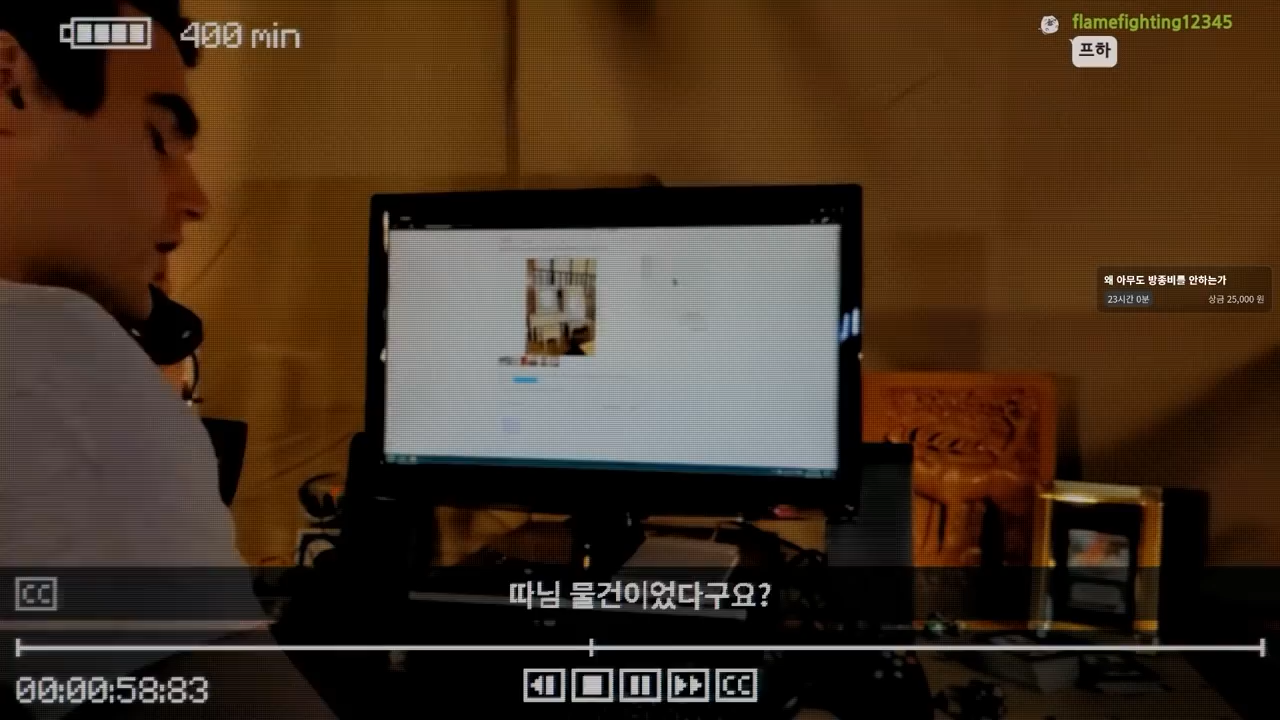 400 min
flamefighting12345
프하
왜 아무도 방종비를 안하는가
23시간 0분
상금 25,000 원
CC
따님 물건이었다구요?
00:00:58:83
CC